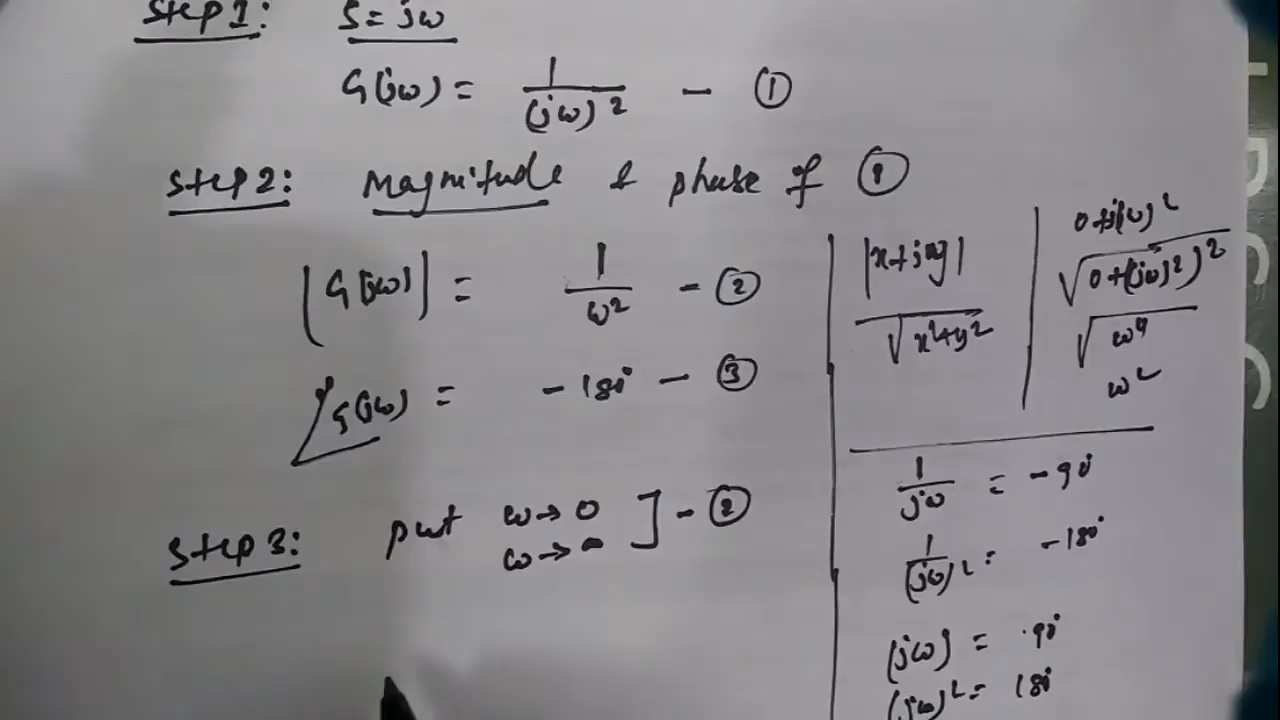 Step 1: S = jω
G(jω) = 1/(jω)² - ①
Step 2: Magnitude & phase of ①
|G(jω)| = 1/ω² - ②
∠G(jω) = -180° - ③
Step 3: put ω→0
ω→∞ ] - ②
|x+jy|
√x²+y²
0+j(ω)²
√(0+(jω)²)²
√ω⁴
ω²
1/jω = -90°
1/(jω)² = -180°
(jω) = 90°
(jω)² = 180°